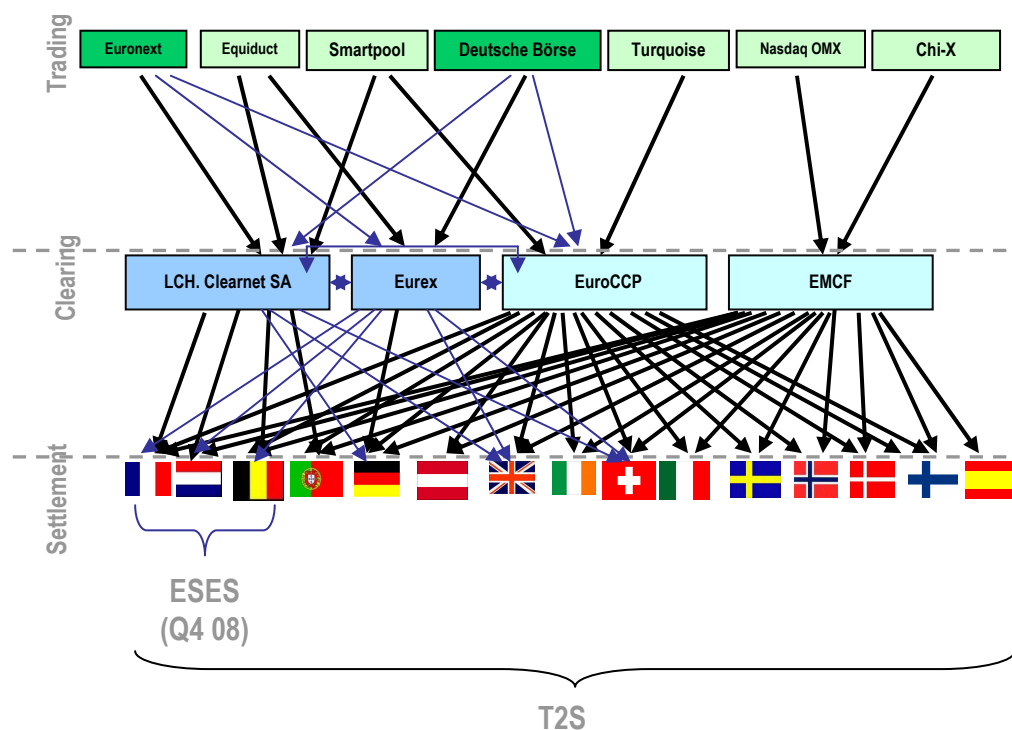 Trading
Euronext
Equiduct
Smartpool
Deutsche Börse
Turquoise
Nasdaq OMX
Chi-X
Clearing
LCH. Clearnet SA
Eurex
EuroCCP
EMCF
Settlement
ESES
(Q4 08)
T2S